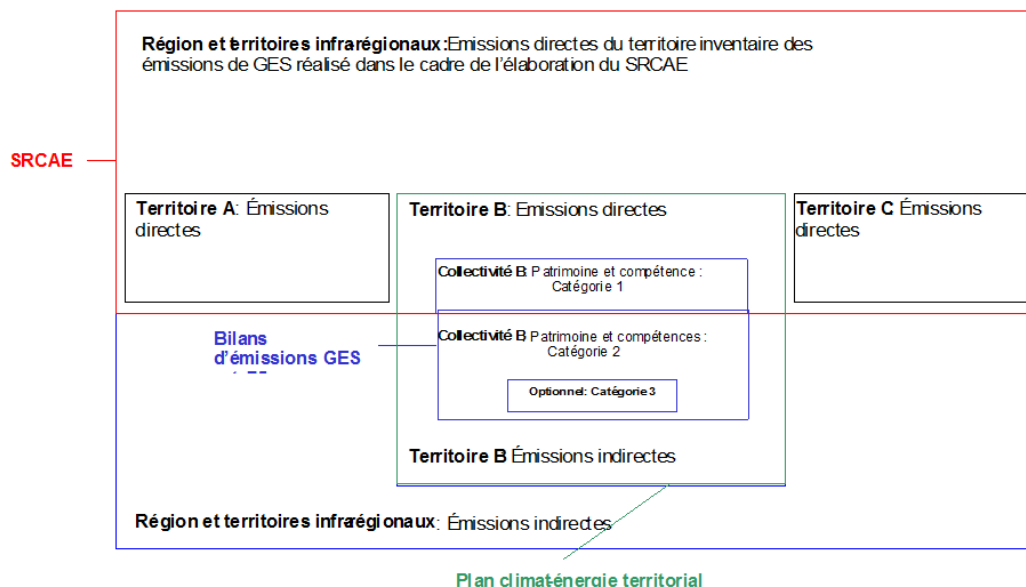 Région et territoires infrarégionaux:Emissions directes du territoire inventaire des
émissions de GES réalisé dans le cadre de l'élaboration du SRCAE
SRCAE
Territoire A: Émissions
directes
Territoire B: Emissions directes
Territoire C Émissions
directes
Collectivité B: Patrimoine et compétence :
Catégorie 1
Bilans
d'émissions GES
Collectivité B Patrimoine et compétences :
Catégorie 2
Optionnel: Catégorie 3
Territoire B Émissions indirectes
Région et territoires infrarégionaux: Émissions indirectes
Plan climat-énergie territorial